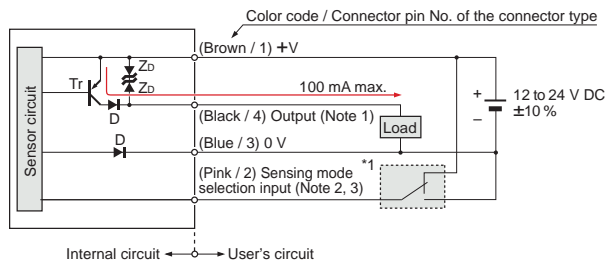 Color code / Connector pin No. of the connector type
(Brown / 1) +V
Tr
ZD
ZD
D
100 mA max.
(Black / 4) Output (Note 1)
Load
+
–
12 to 24 V DC
±10 %
Sensor circuit
D
(Blue / 3) 0 V
(Pink / 2) Sensing mode
selection input (Note 2, 3)
*1
Internal circuit
User's circuit